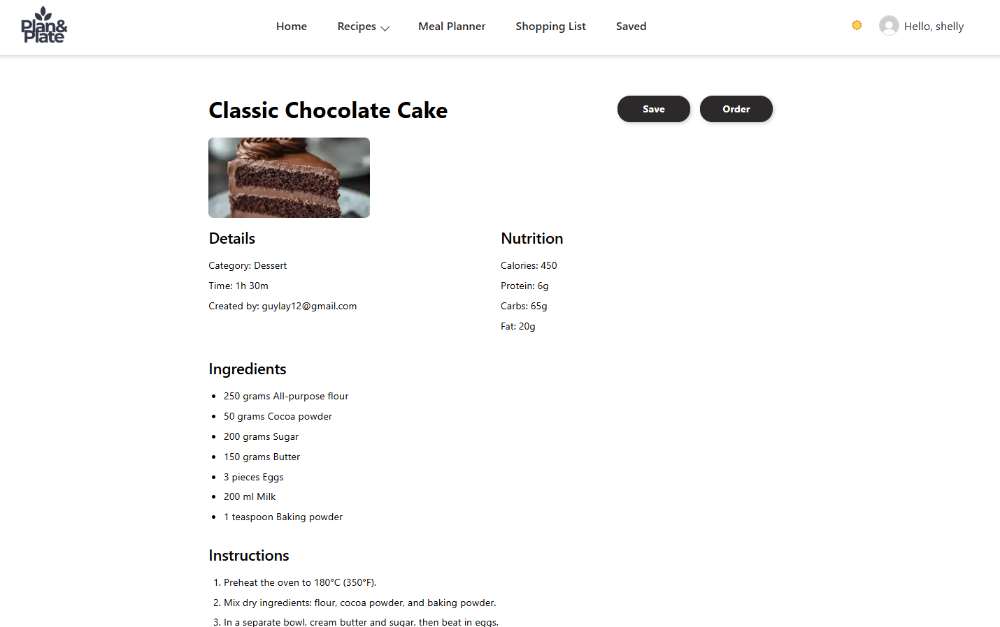 Plan&
Plate
Home
Recipes
Meal Planner
Shopping List
Saved
Hello, shelly
Classic Chocolate Cake
Save
Order
Details
Category: Dessert
Time: 1h 30m
Created by: guylay12@gmail.com
Nutrition
Calories: 450
Protein: 6g
Carbs: 65g
Fat: 20g
Ingredients
• 250 grams All-purpose flour
• 50 grams Cocoa powder
• 200 grams Sugar
• 150 grams Butter
• 3 pieces Eggs
• 200 ml Milk
• 1 teaspoon Baking powder
Instructions
1. Preheat the oven to 180°C (350°F).
2. Mix dry ingredients: flour, cocoa powder, and baking powder.
3. In a separate bowl, cream butter and sugar, then beat in eggs.